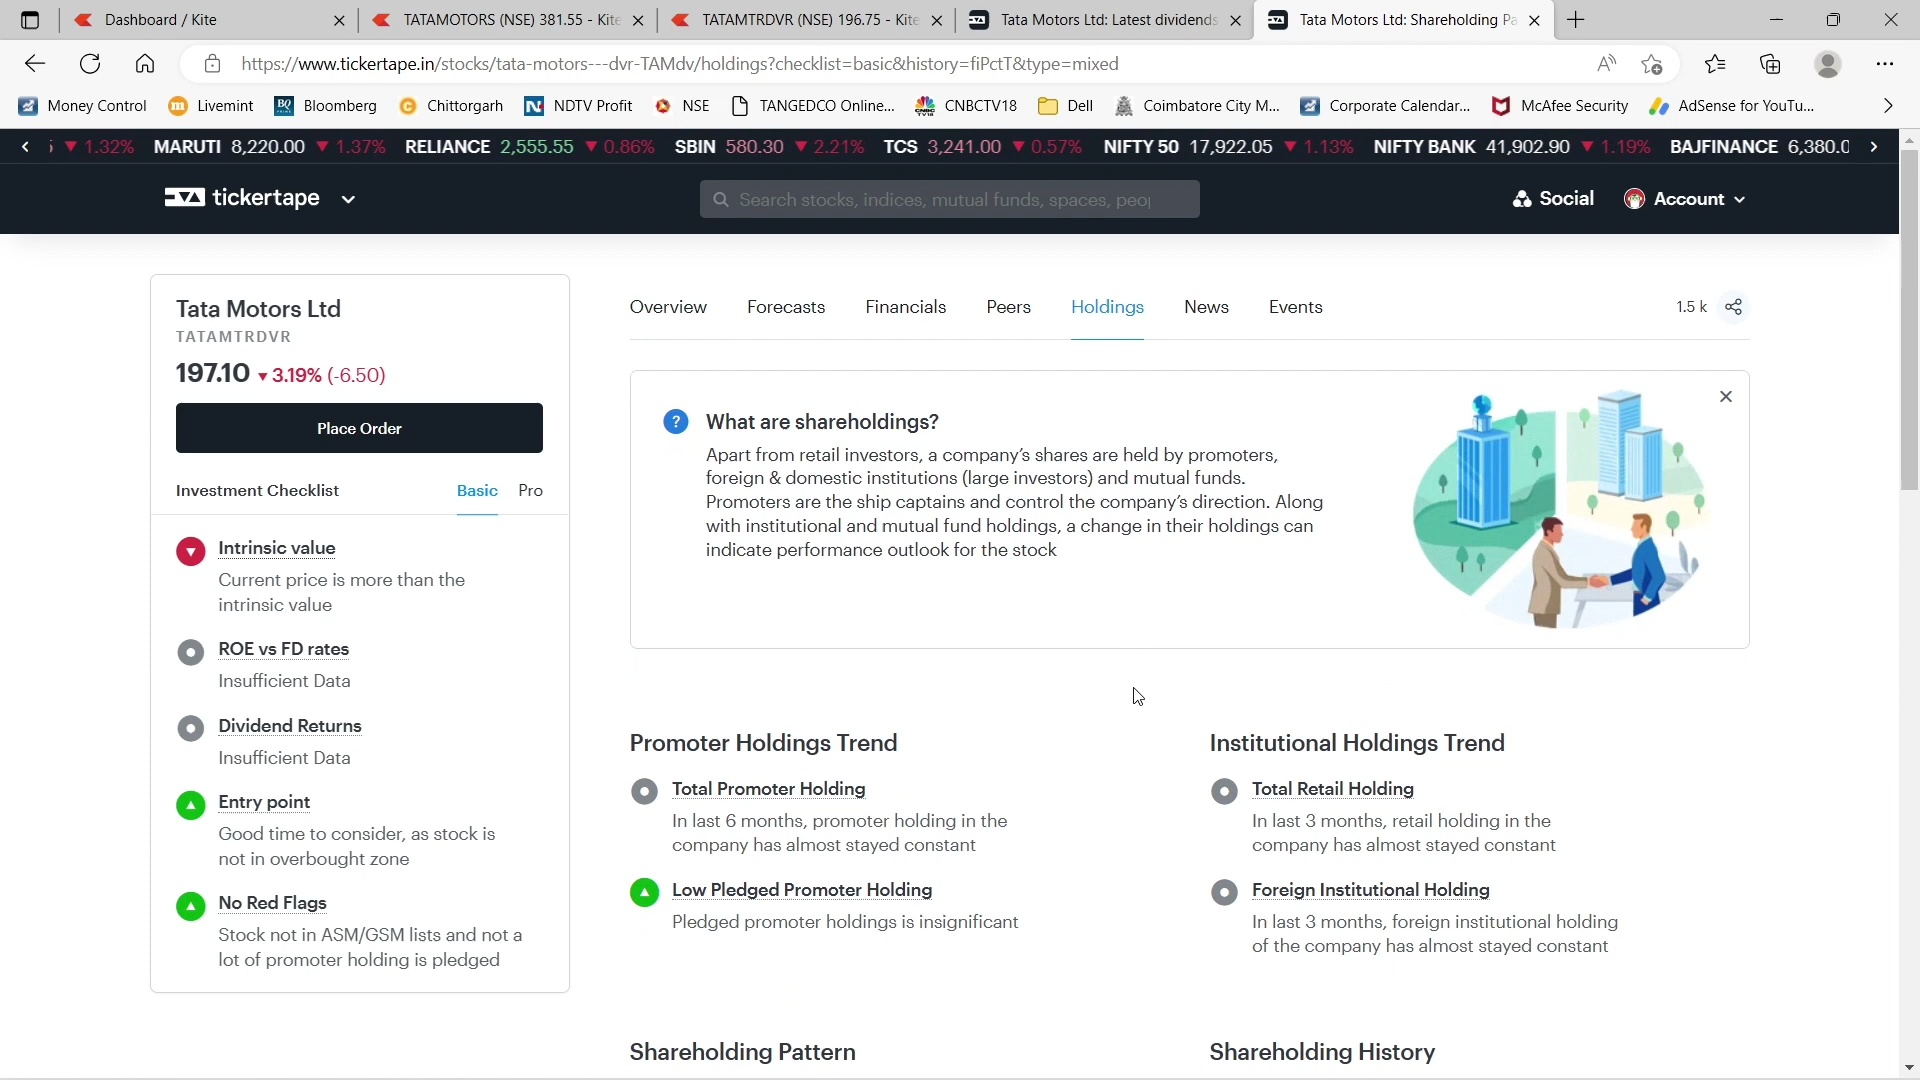 Dashboard / Kite
TATAMOTORS (NSE) 381.55 - Kite
TATAMTRDVR (NSE) 196.75 - Kite
Tata Motors Ltd: Latest dividends
Tata Motors Ltd: Shareholding Pa
https://www.tickertape.in/stocks/tata-motors---dvr-TAMdv/holdings?checklist=basic&history=fiPctT&type=mixed
Money Control
Livemint
BQ Bloomberg
Chittorgarh
NDTV Profit
NSE
TANGEDCO Online...
CNBCTV18
Dell
Coimbatore City M...
Corporate Calendar...
McAfee Security
AdSense for YouTu...
▼ 1.32% MARUTI 8,220.00 ▼ 1.37% RELIANCE 2,555.55 ▼ 0.86% SBIN 580.30 ▼ 2.21% TCS 3,241.00 ▼ 0.57% NIFTY 50 17,922.05 ▼ 1.13% NIFTY BANK 41,902.90 ▼ 1.19% BAJFINANCE 6,380.0
tickertape
Search stocks, indices, mutual funds, spaces, peo
Social
Account
Tata Motors Ltd
TATAMTRDVR
197.10 ▼ 3.19% (-6.50)
Place Order
Investment Checklist Basic Pro
Intrinsic value
Current price is more than the
intrinsic value
ROE vs FD rates
Insufficient Data
Dividend Returns
Insufficient Data
Entry point
Good time to consider, as stock is
not in overbought zone
No Red Flags
Stock not in ASM/GSM lists and not a
lot of promoter holding is pledged
Overview Forecasts Financials Peers Holdings News Events 1.5 k
? What are shareholdings?
Apart from retail investors, a company's shares are held by promoters,
foreign & domestic institutions (large investors) and mutual funds.
Promoters are the ship captains and control the company's direction. Along
with institutional and mutual fund holdings, a change in their holdings can
indicate performance outlook for the stock
Promoter Holdings Trend
Total Promoter Holding
In last 6 months, promoter holding in the
company has almost stayed constant
Low Pledged Promoter Holding
Pledged promoter holdings is insignificant
Institutional Holdings Trend
Total Retail Holding
In last 3 months, retail holding in the
company has almost stayed constant
Foreign Institutional Holding
In last 3 months, foreign institutional holding
of the company has almost stayed constant
Shareholding Pattern
Shareholding History